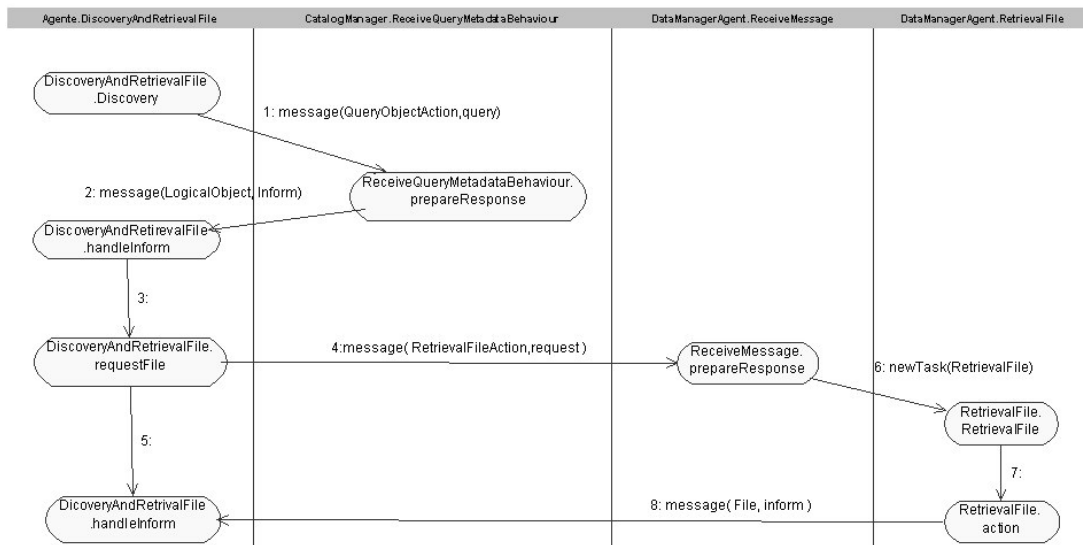 Agente.DiscoveryAndRetrievalFile
CatalogManager.ReceiveQueryMetadataBehaviour
DataManagerAgent.ReceiveMessage
DataManagerAgent.RetrievalFile
DiscoveryAndRetrievalFile
.Discovery
1: message(QueryObjectAction,query)
ReceiveQueryMetadataBehaviour.
prepareResponse
2: message(LogicalObject, Inform)
DiscoveryAndRetirevalFile
.handleInform
3:
DiscoveryAndRetrievalFile.
requestFile
4:message( RetrievalFileAction,request )
ReceiveMessage.
prepareResponse
6: newTask(RetrievalFile)
RetrievalFile.
RetrievalFile
5:
7:
DiscoveryAndRetrivalFile
.handleInform
8: message( File, inform )
RetrievalFile.
action